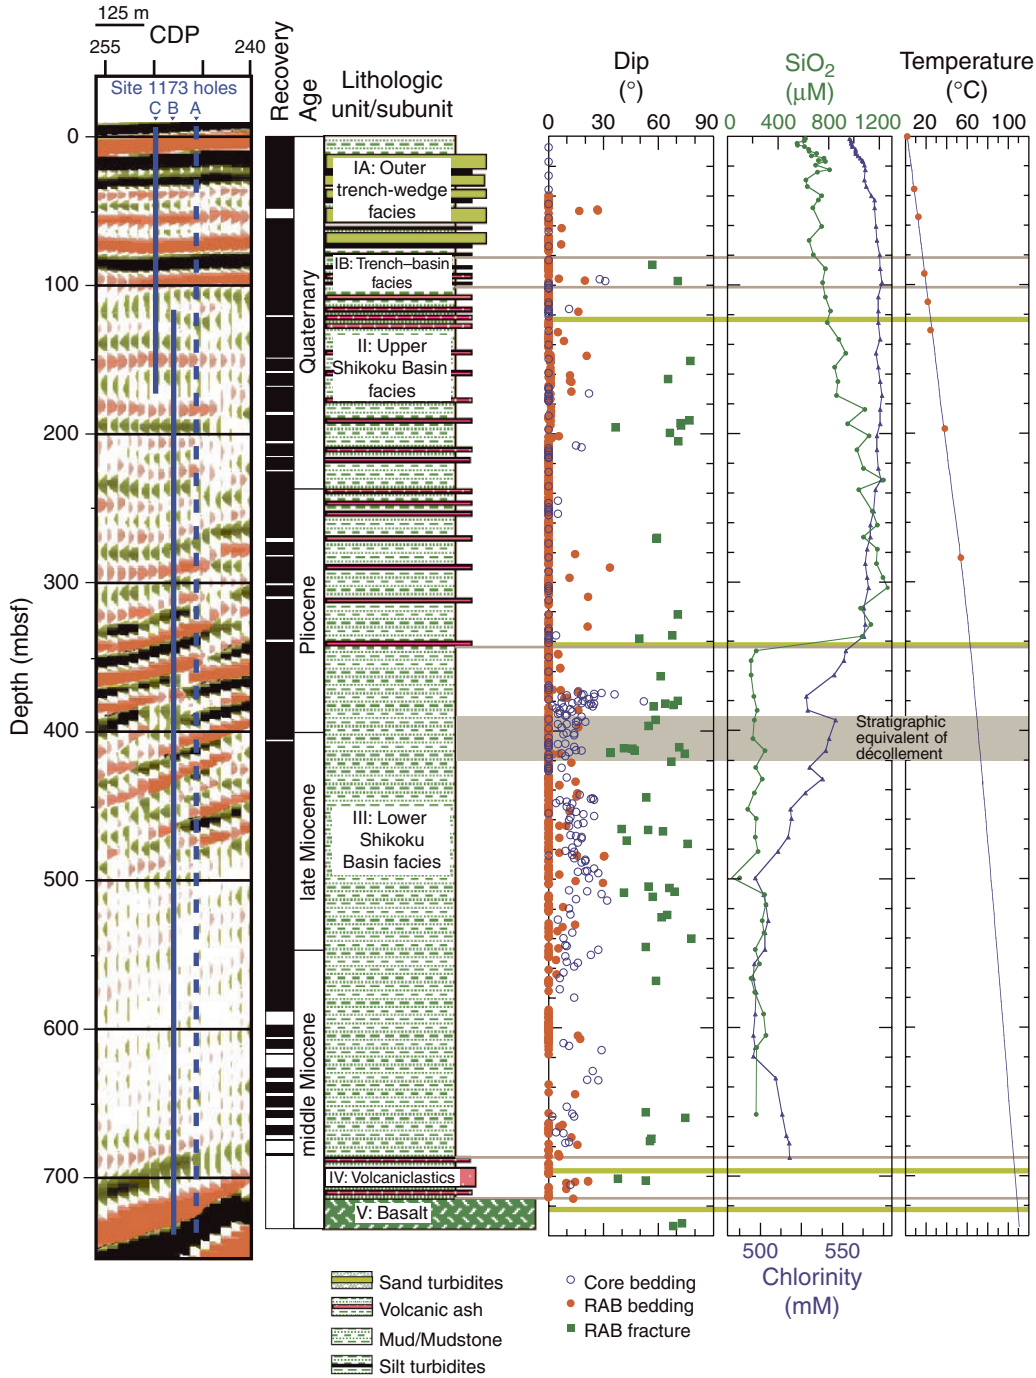 125 m
CDP
255
240
Site 1173 holes
C B A
Recovery
Age
Lithologic
unit/subunit
Dip
(°)
SiO2
(µM)
Temperature
(°C)
0 30 60 90
0 400 800 1200
20 60 100
Depth (mbsf)
0
100
200
300
400
500
600
700
Quaternary
Pliocene
late Miocene
middle Miocene
IA: Outer
trench-wedge
facies
IB: Trench–basin
facies
II: Upper
Shikoku Basin
facies
III: Lower
Shikoku
Basin facies
IV: Volcaniclastics
V: Basalt
Stratigraphic
equivalent of
décollement
500 550
Chlorinity
(mM)
Sand turbidites
Volcanic ash
Mud/Mudstone
Silt turbidites
Core bedding
RAB bedding
RAB fracture